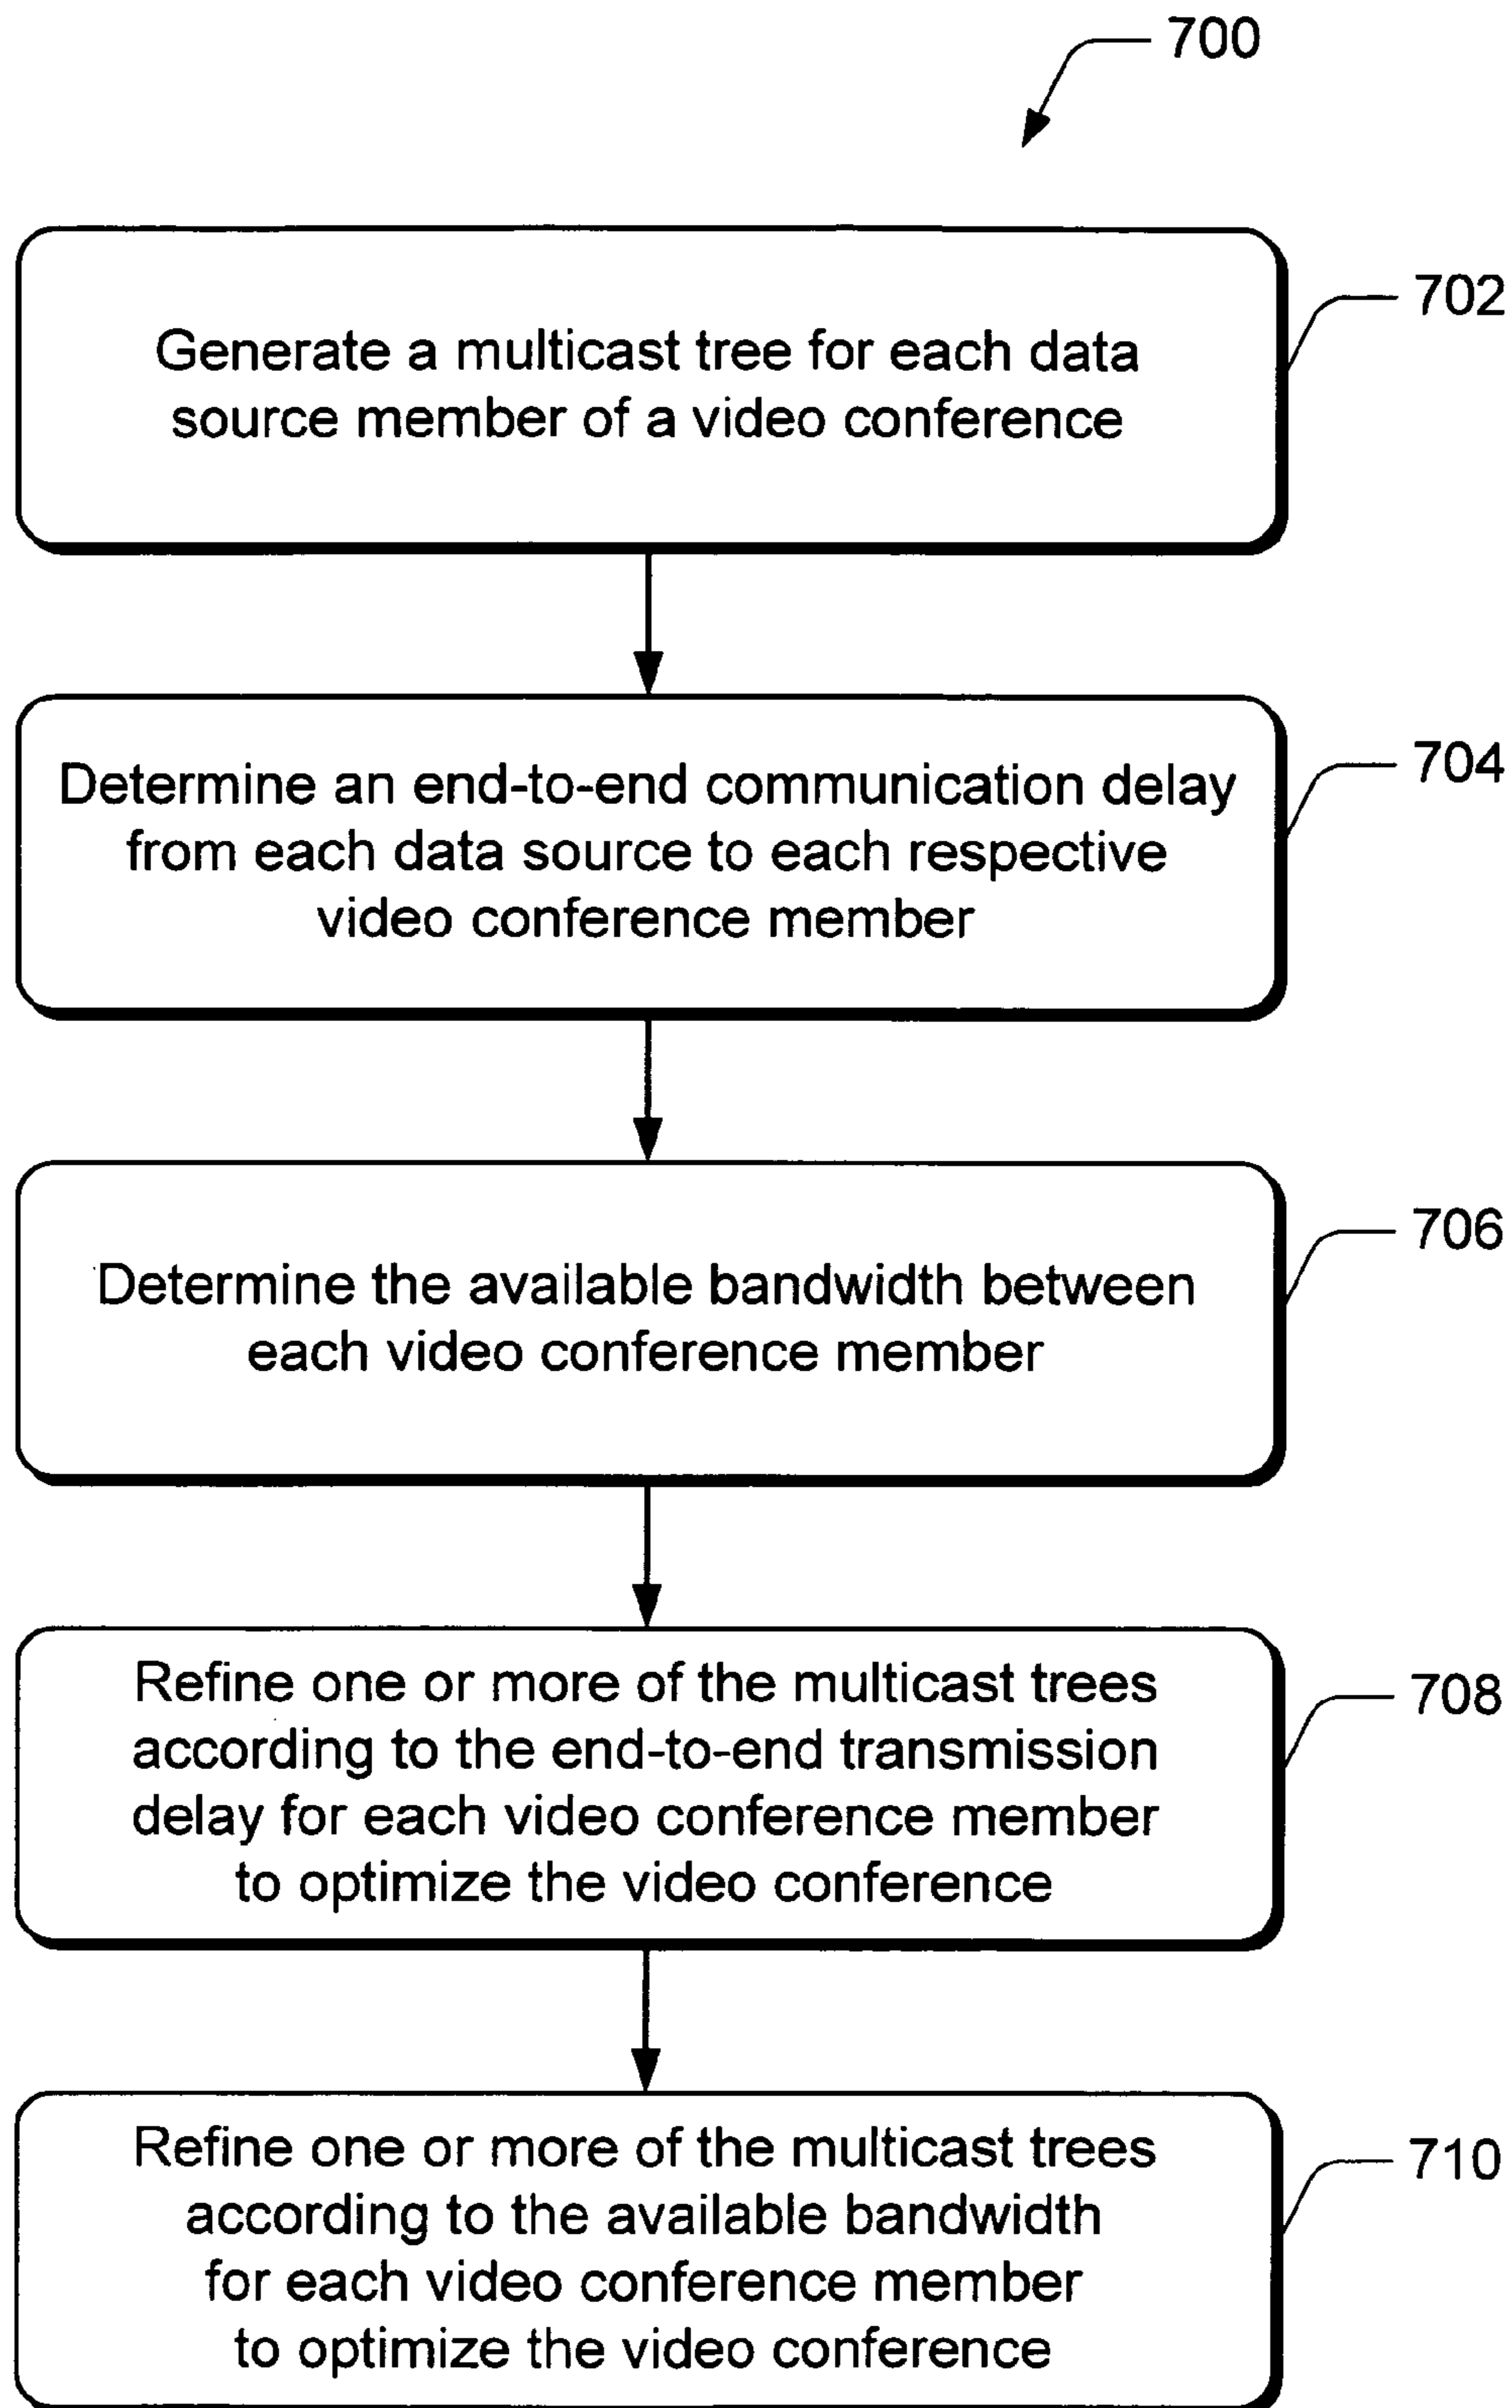 700
Generate a multicast tree for each data
source member of a video conference
702
Determine an end-to-end communication delay
from each data source to each respective
video conference member
704
Determine the available bandwidth between
each video conference member
706
Refine one or more of the multicast trees
according to the end-to-end transmission
delay for each video conference member
to optimize the video conference
708
Refine one or more of the multicast trees
according to the available bandwidth
for each video conference member
to optimize the video conference
710